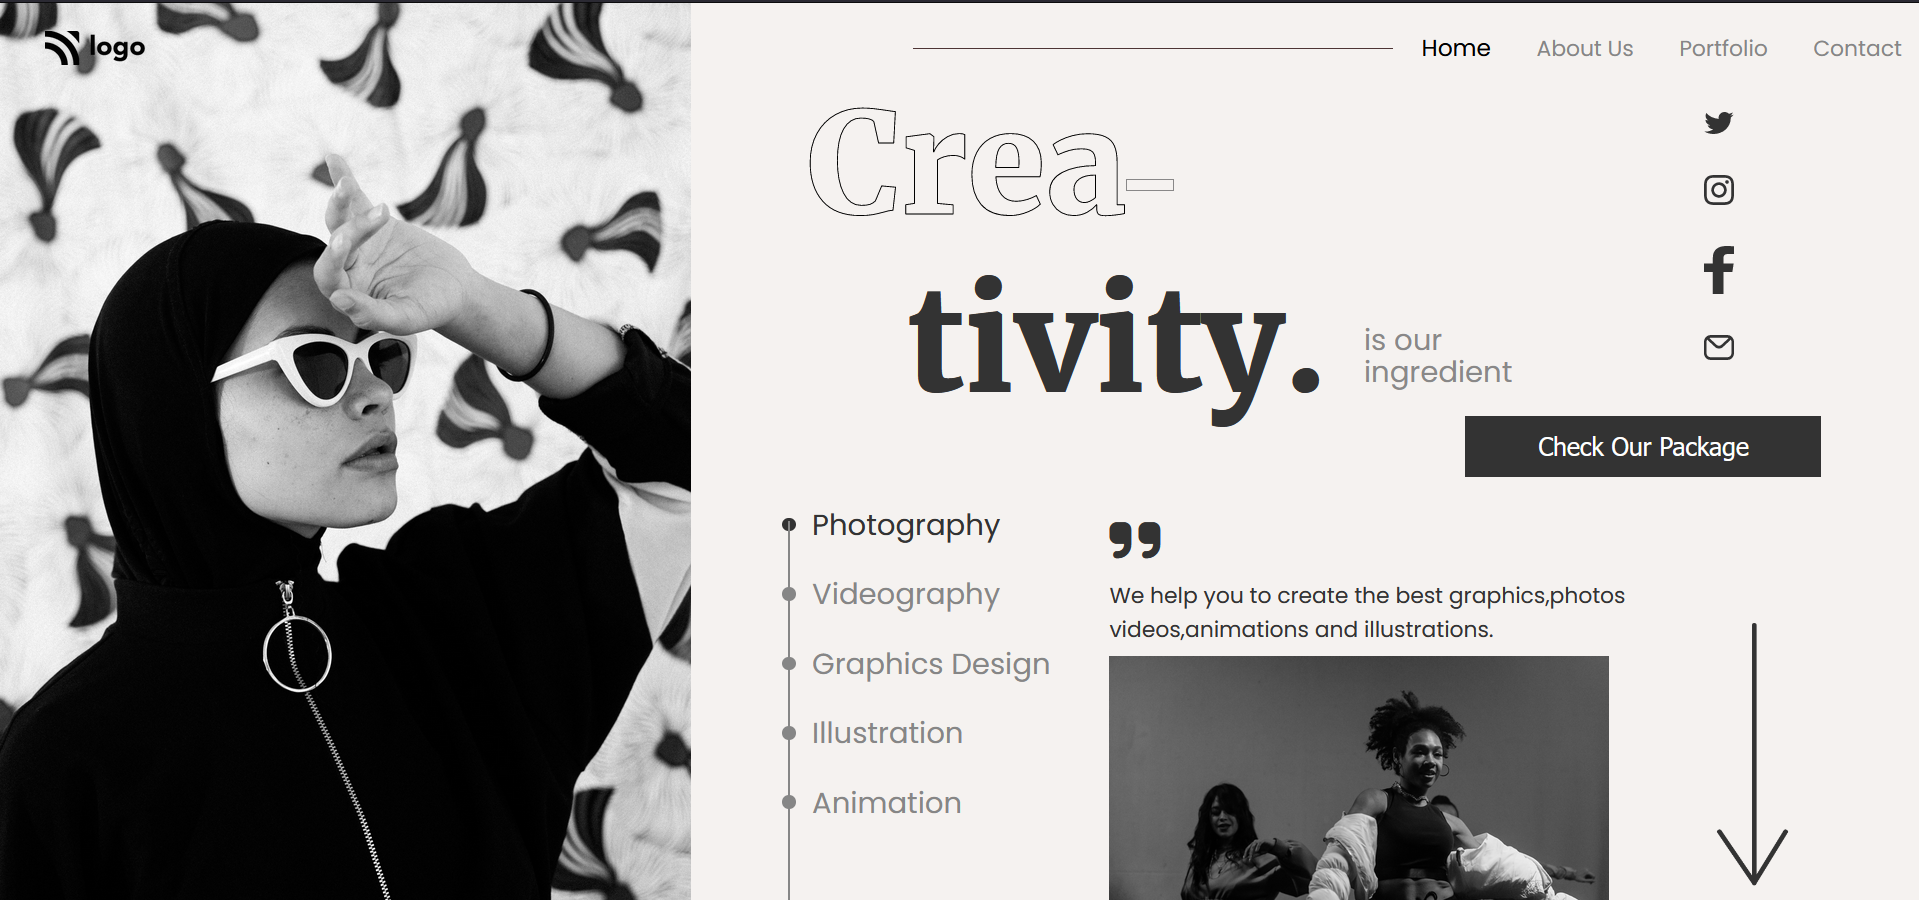 logo
Home About Us Portfolio Contact
Crea-
tivity.
is our
ingredient
Check Our Package
Photography
Videography
Graphics Design
Illustration
Animation
”
We help you to create the best graphics,photos
videos,animations and illustrations.